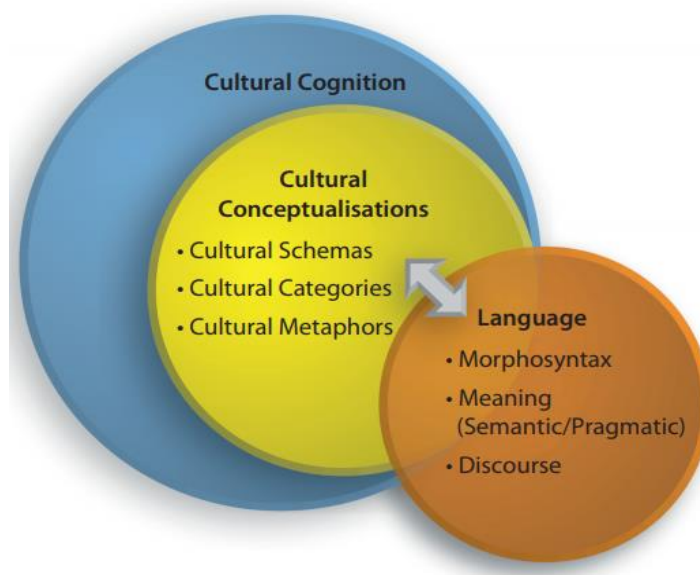 Cultural Cognition
Cultural
Conceptualisations
• Cultural Schemas
• Cultural Categories
• Cultural Metaphors
Language
• Morphosyntax
• Meaning
(Semantic/Pragmatic)
• Discourse